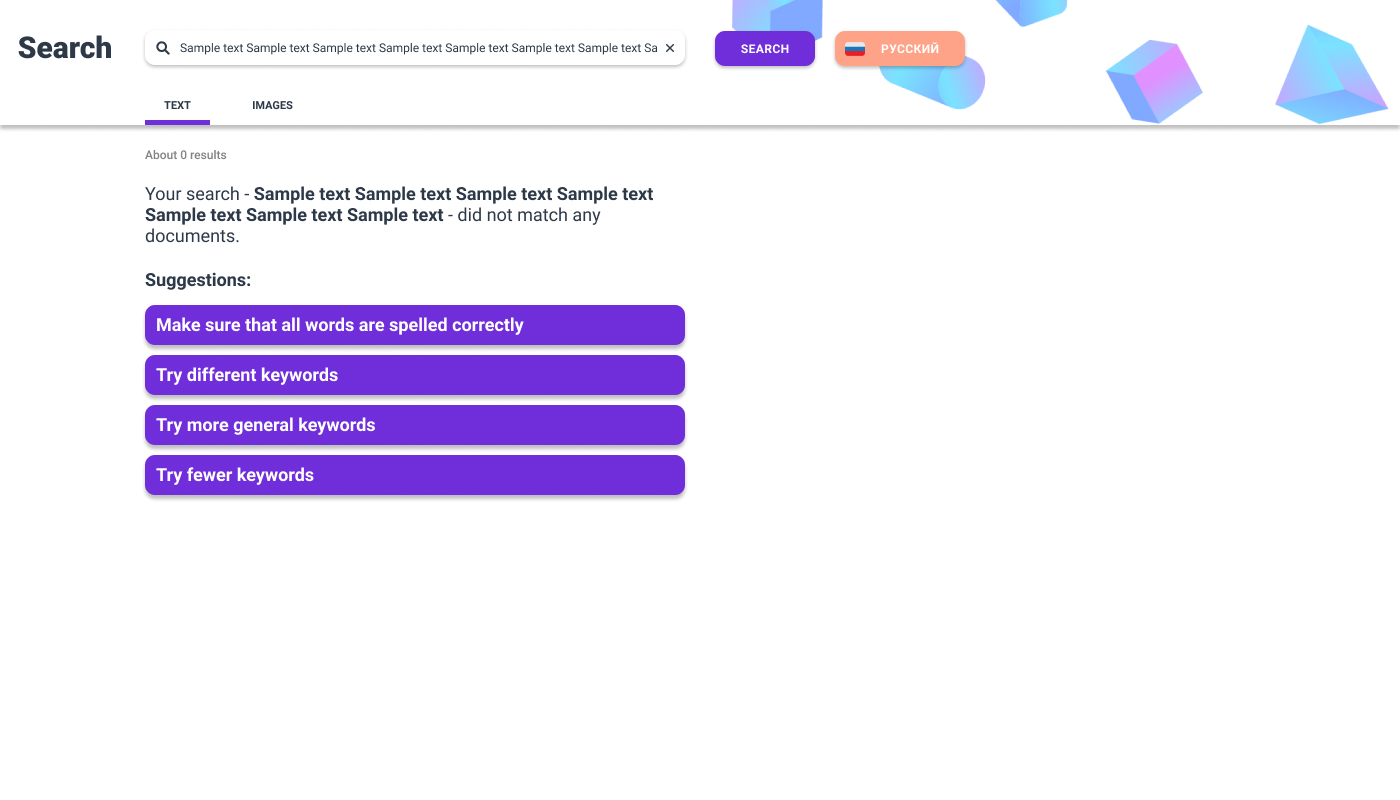 Search
Sample text Sample text Sample text Sample text Sample text Sample text Sample text Sa
SEARCH
РУССКИЙ
TEXT
IMAGES
About 0 results
Your search - Sample text Sample text Sample text Sample text
Sample text Sample text Sample text - did not match any
documents.
Suggestions:
Make sure that all words are spelled correctly
Try different keywords
Try more general keywords
Try fewer keywords